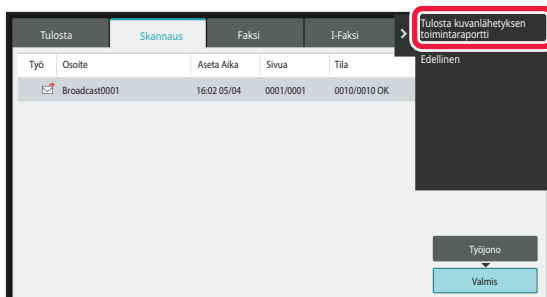 Tulosta Skannaus Faksi I-Faksi
Tulosta kuvanlähetyksen
toimintaraportti
Edellinen
Työ Osoite Aseta Aika Sivua Tila
Broadcast0001 16:02 05/04 0001/0001 0010/0010 OK
Työjono
Valmis